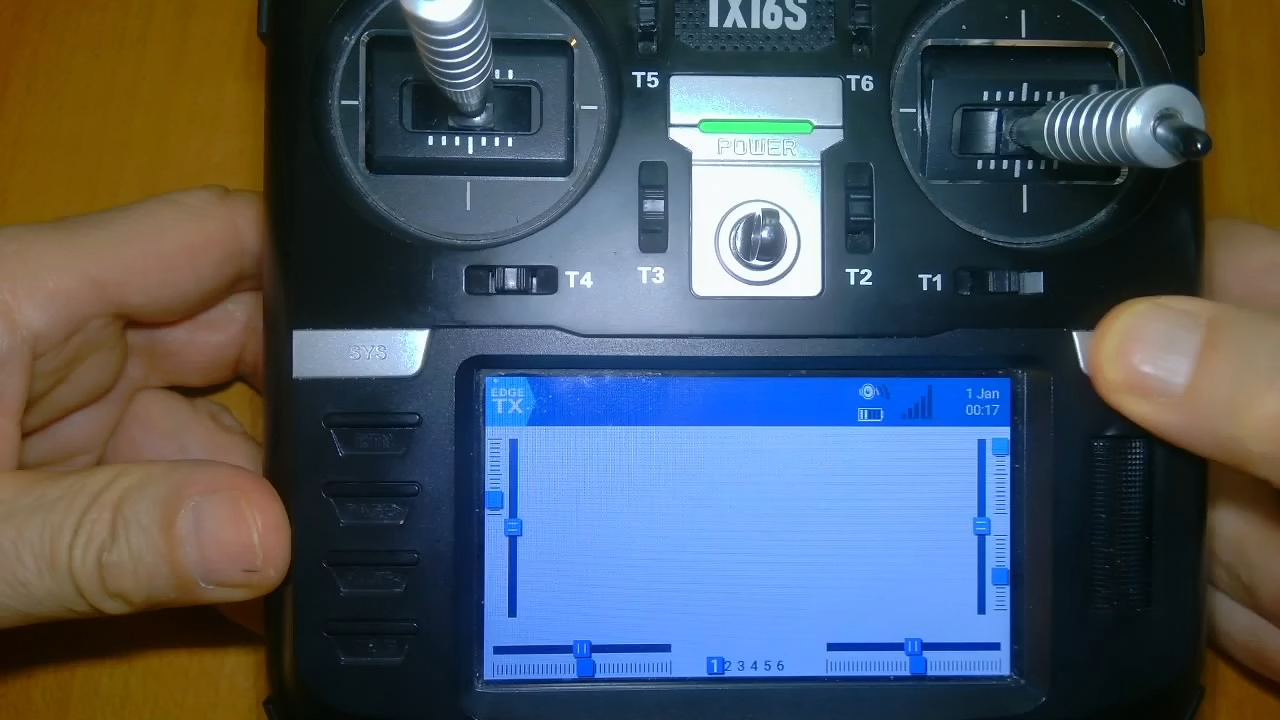 TX16S
T5
T6
POWER
T4
T3
T2
T1
SYS
EDGE
TX
1 Jan
00:17
RTN
1 2 3 4 5 6